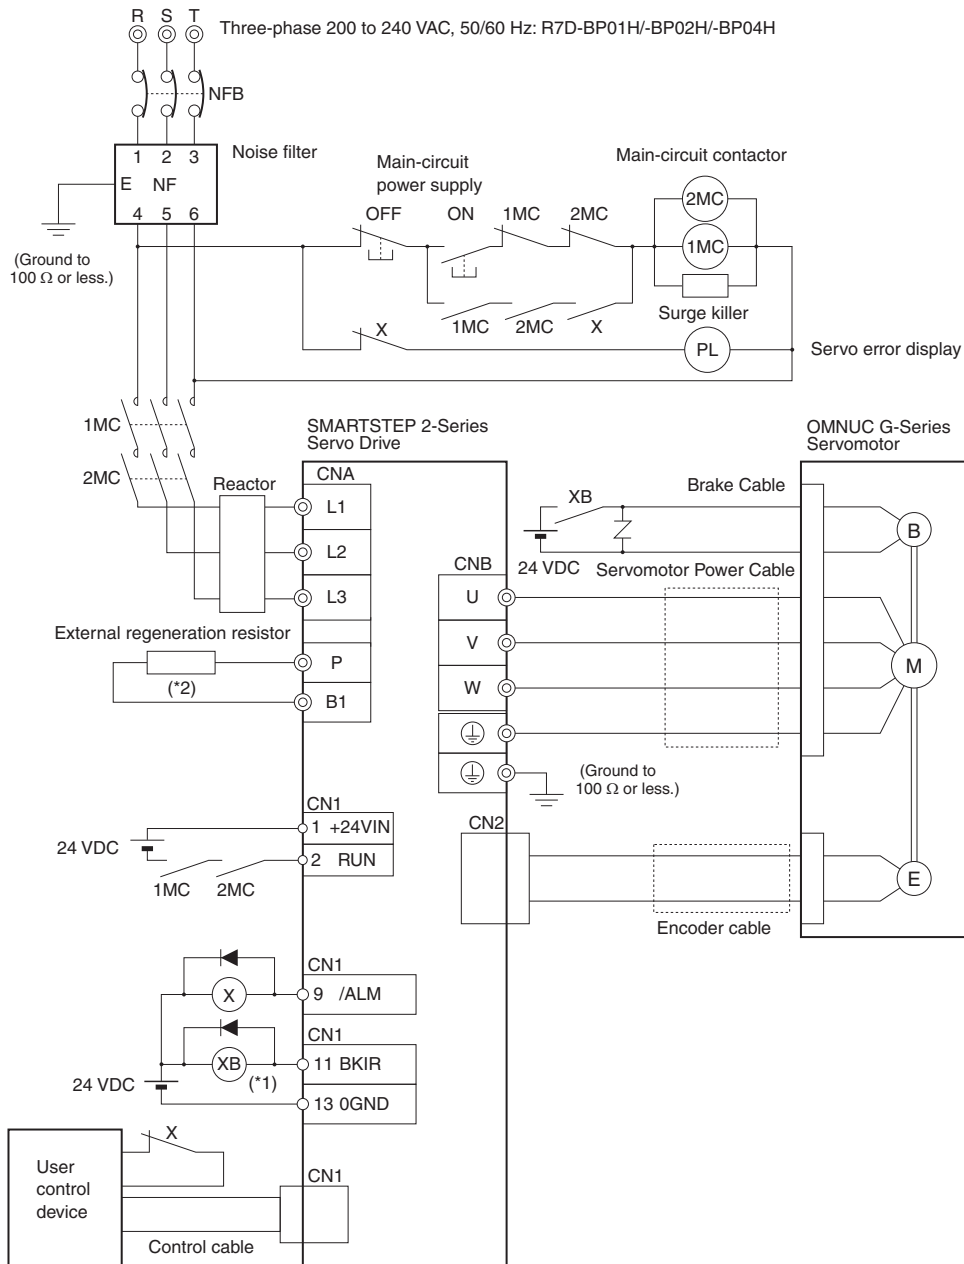 R S T
Three-phase 200 to 240 VAC, 50/60 Hz: R7D-BP01H/-BP02H/-BP04H
NFB
1 2 3
Noise filter
E NF
4 5 6
(Ground to
100 Ω or less.)
Main-circuit
power supply
OFF ON 1MC 2MC
Main-circuit contactor
2MC
1MC
Surge killer
1MC 2MC X
X
PL
Servo error display
1MC
2MC
Reactor
SMARTSTEP 2-Series
Servo Drive
CNA
L1
L2
L3
External regeneration resistor
(*2)
P
B1
OMNUC G-Series
Servomotor
XB
Brake Cable
B
24 VDC
Servomotor Power Cable
CNB
U
V
W
M
(Ground to
100 Ω or less.)
CN1
1 +24VIN
24 VDC
2 RUN
1MC 2MC
CN2
E
Encoder cable
CN1
X
9 /ALM
CN1
XB
(*1)
11 BKIR
24 VDC
13 0GND
X
User
control
device
CN1
Control cable